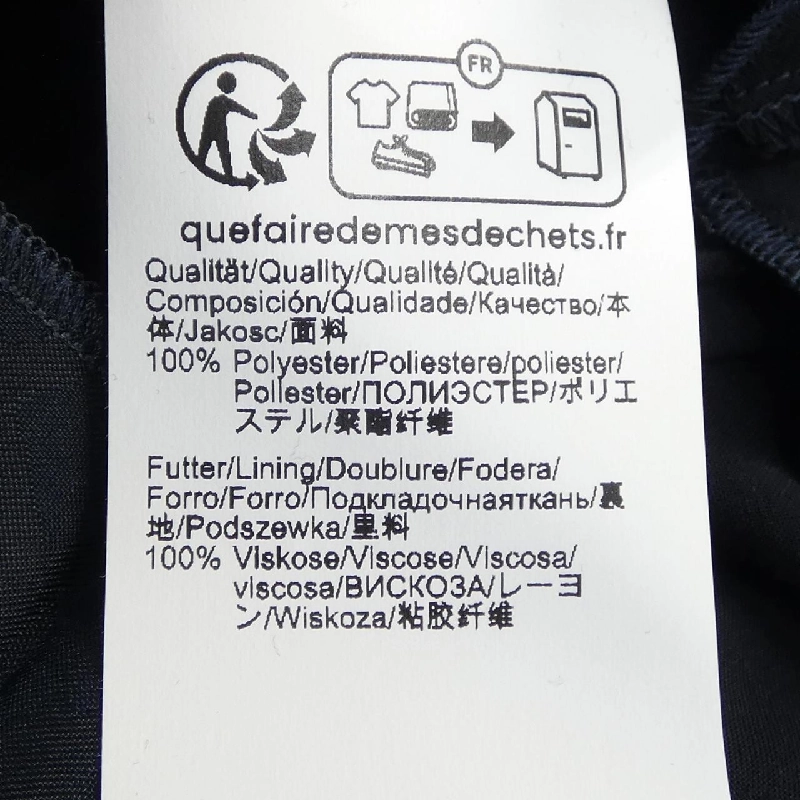 FR
quefairedemesdechets.fr
Qualität/Quality/Qualité/Qualità/
Composición/Qualidade/Качество/本
体/Jakosc/面料
100% Polyester/Poliestere/poliester/
Poliester/ПОЛИЭСТЕР/ポリエ
ステル/聚酯纤维
Futter/Lining/Doublure/Fodera/
Forro/Forro/Подкладочнаяткань/裏
地/Podszewka/里料
100% Viskose/Viscose/Viscosa/
viscosa/ВИСКОЗА/レーヨ
ン/Wiskoza/粘胶纤维